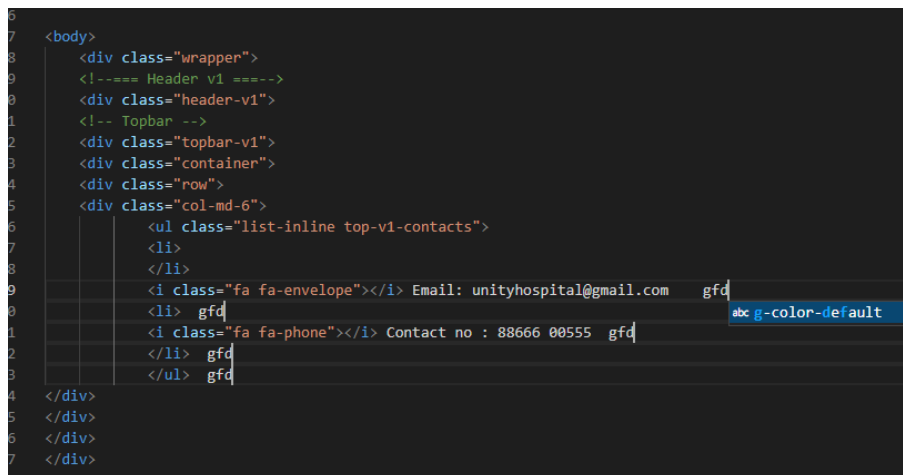 6
7 <body>
8 <div class="wrapper">
9 <!--=== Header v1 ===-->
0 <div class="header-v1">
1 <!-- Topbar -->
2 <div class="topbar-v1">
3 <div class="container">
4 <div class="row">
5 <div class="col-md-6">
6 <ul class="list-inline top-v1-contacts">
7 <li>
8 </li>
9 <i class="fa fa-envelope"></i> Email: unityhospital@gmail.com gfd
0 <li> gfd
abc g-color-default
1 <i class="fa fa-phone"></i> Contact no : 88666 00555 gfd
2 </li> gfd
3 </ul> gfd
4 </div>
5 </div>
6 </div>
7 </div>